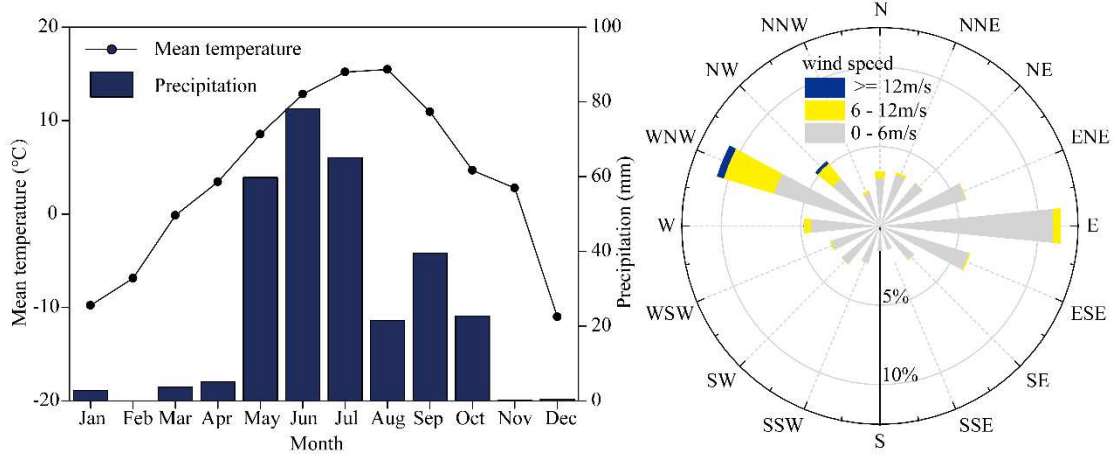 20
10
0
-10
-20
Mean temperature (°C)
Mean temperature
Precipitation
100
80
60
40
20
0
Precipitation (mm)
Jan Feb Mar Apr May Jun Jul Aug Sep Oct Nov Dec
Month
N
NNE
NE
ENE
E
ESE
SE
SSE
S
SSW
SW
WSW
W
WNW
NW
NNW
wind speed
>= 12m/s
6 - 12m/s
0 - 6m/s
5%
10%